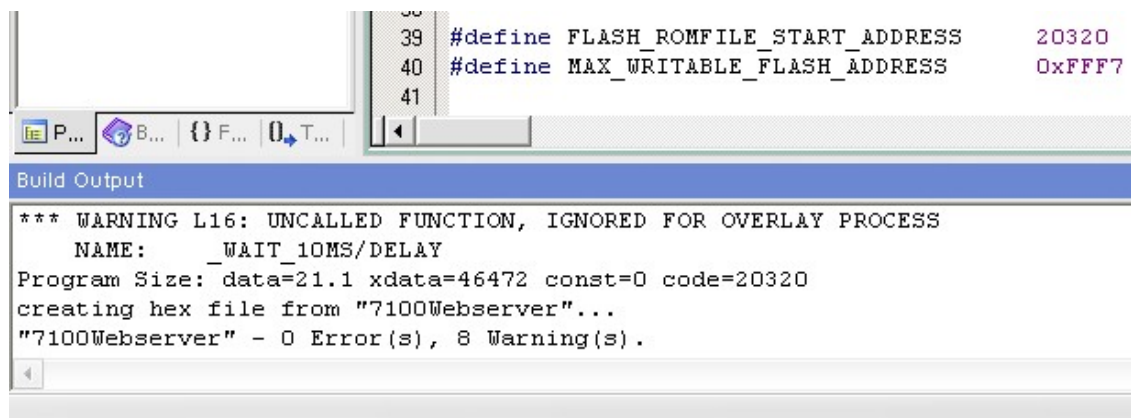 39 #define FLASH_ROMFILE_START_ADDRESS 20320
40 #define MAX_WRITABLE_FLASH_ADDRESS 0xFFF7
41
P... B... {} F... 0 T...
Build Output
*** WARNING L16: UNCALLED FUNCTION, IGNORED FOR OVERLAY PROCESS
NAME: _WAIT_10MS/DELAY
Program Size: data=21.1 xdata=46472 const=0 code=20320
creating hex file from "7100Webserver"...
"7100Webserver" - 0 Error(s), 8 Warning(s).